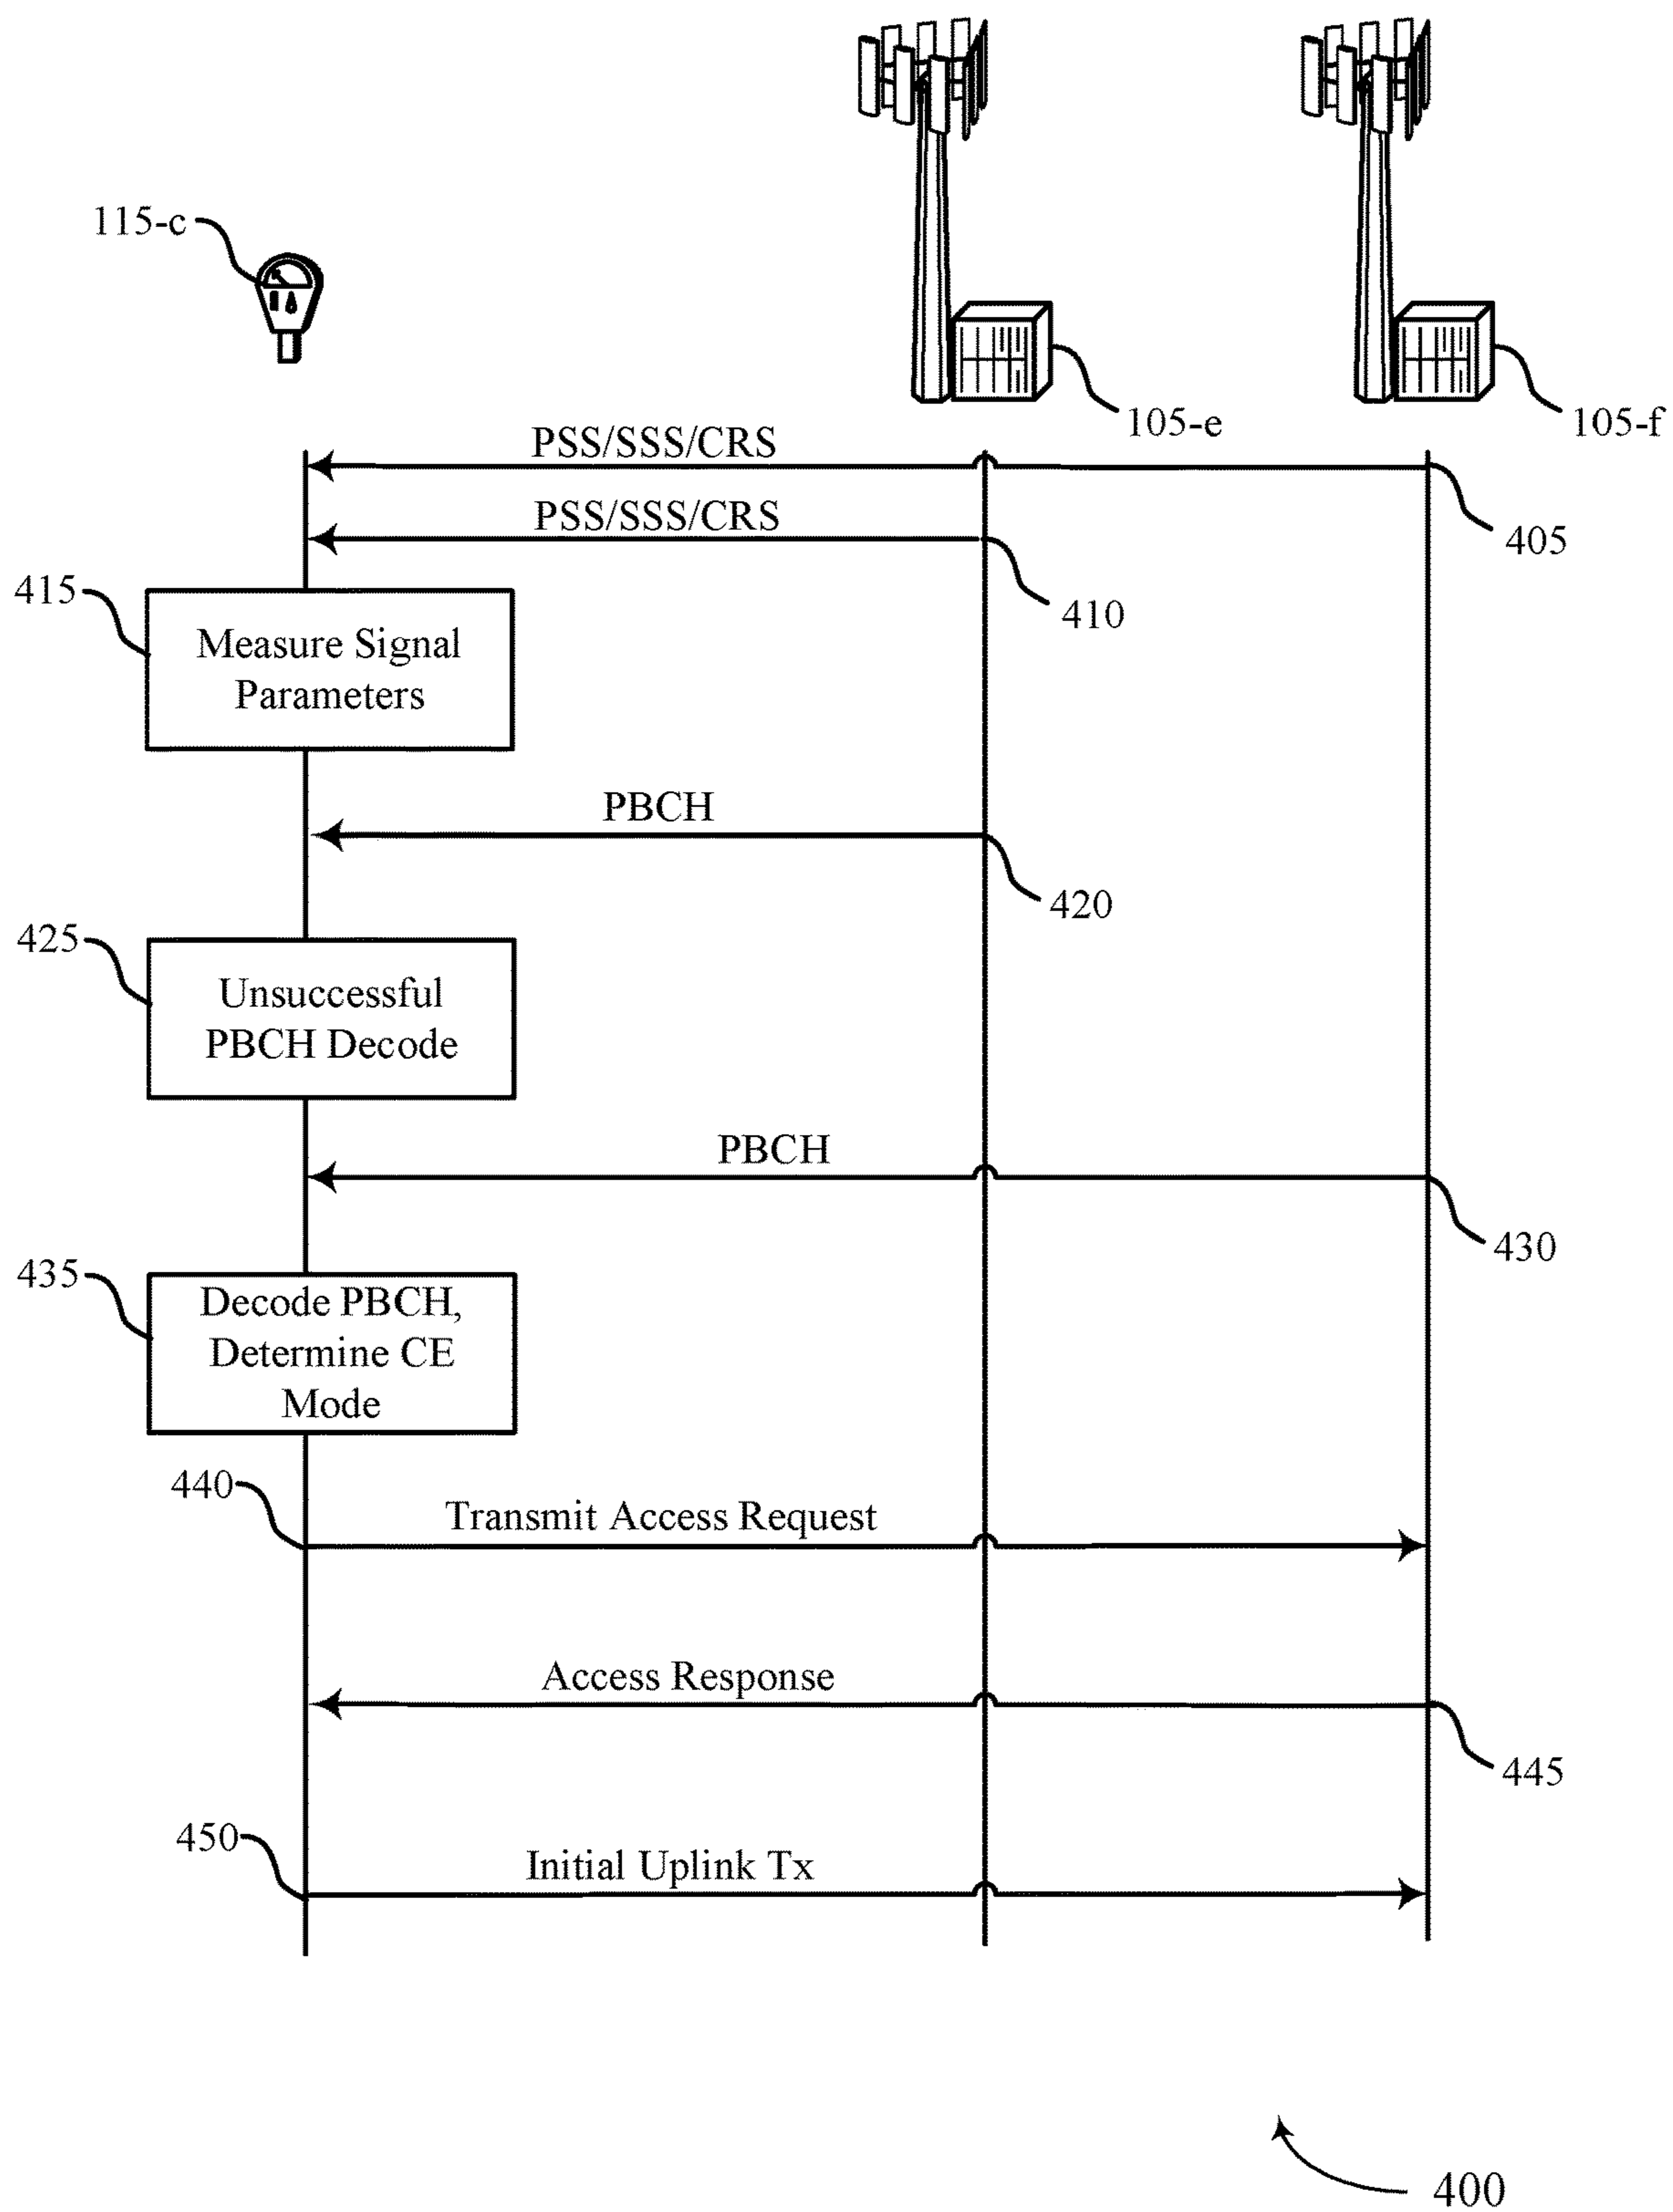 115-c
105-e
105-f
PSS/SSS/CRS
405
PSS/SSS/CRS
410
415
Measure Signal
Parameters
PBCH
420
425
Unsuccessful
PBCH Decode
PBCH
430
435
Decode PBCH,
Determine CE
Mode
440
Transmit Access Request
Access Response
445
450
Initial Uplink Tx
400